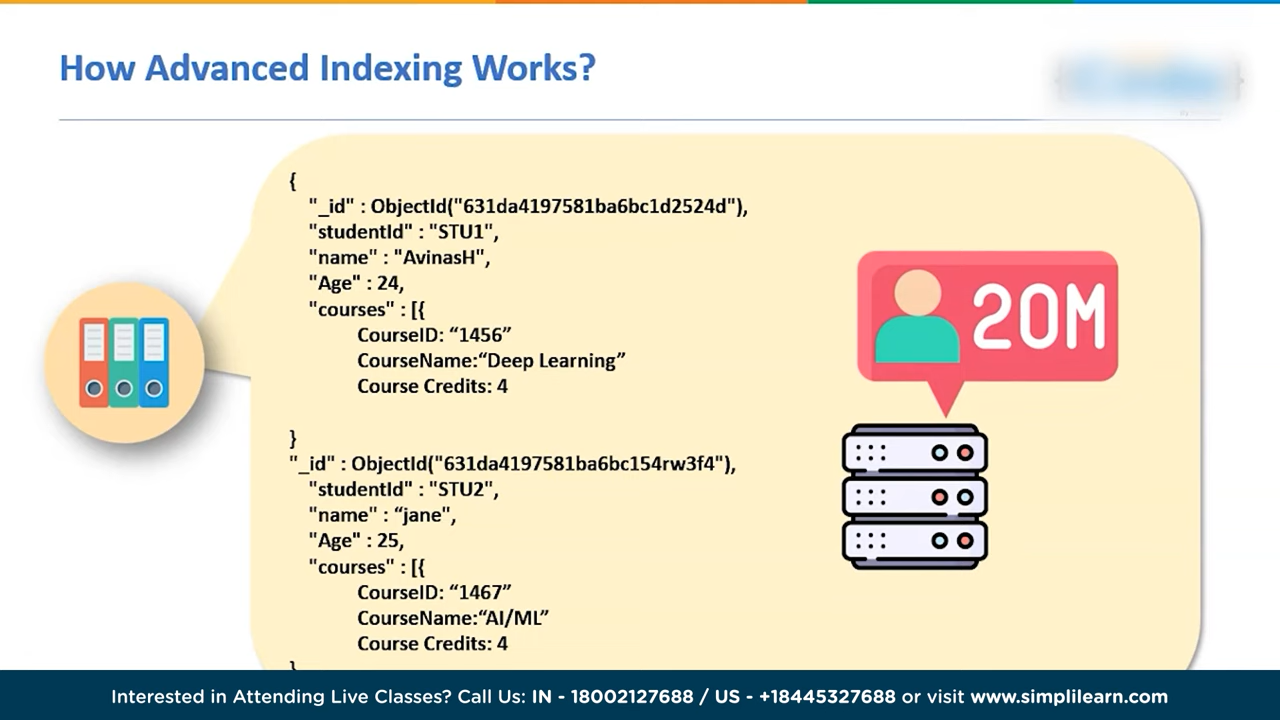 How Advanced Indexing Works?
{
"_id" : ObjectId("631da4197581ba6bc1d2524d"),
"studentId" : "STU1",
"name" : "AvinasH",
"Age" : 24,
"courses" : [{
CourseID: “1456”
CourseName:“Deep Learning”
Course Credits: 4
}
"_id" : ObjectId("631da4197581ba6bc154rw3f4"),
"studentId" : "STU2",
"name" : “jane",
"Age" : 25,
"courses" : [{
CourseID: “1467”
CourseName:“AI/ML”
Course Credits: 4
}
20M
Interested in Attending Live Classes? Call Us: IN - 18002127688 / US - +18445327688 or visit www.simplilearn.com